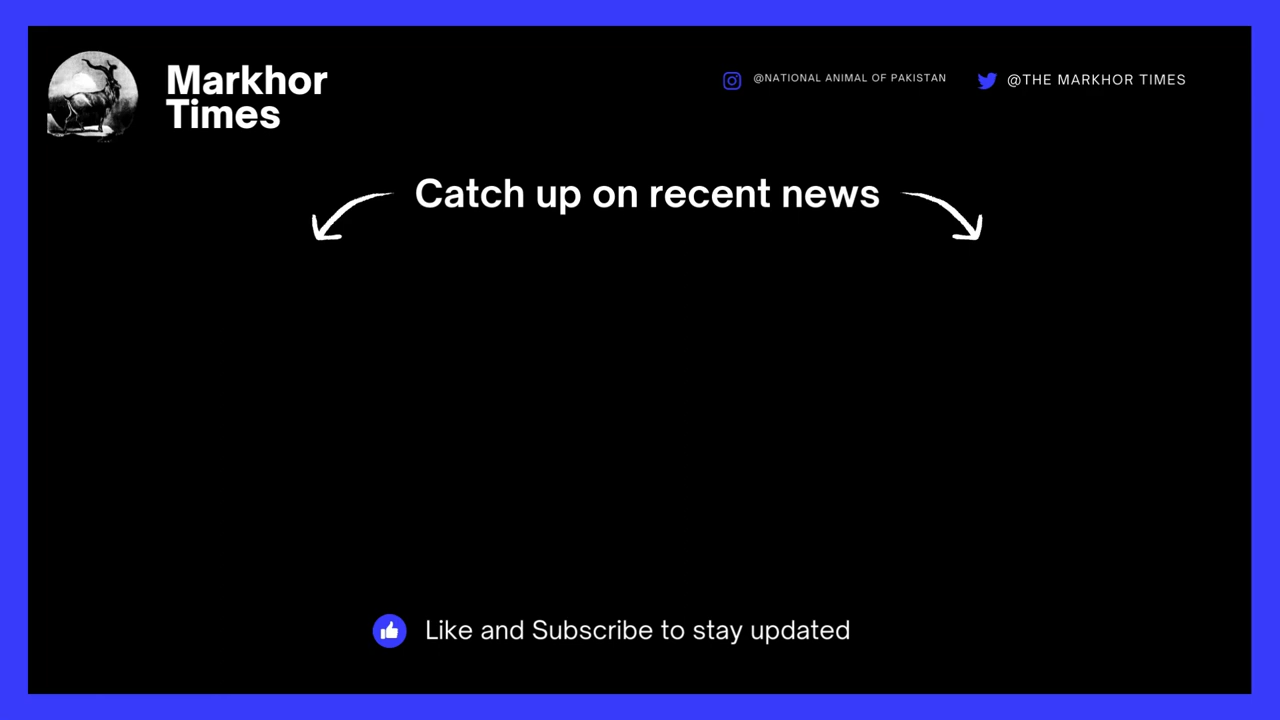 Markhor
Times
@NATIONAL ANIMAL OF PAKISTAN
@THE MARKHOR TIMES
Catch up on recent news
Like and Subscribe to stay updated